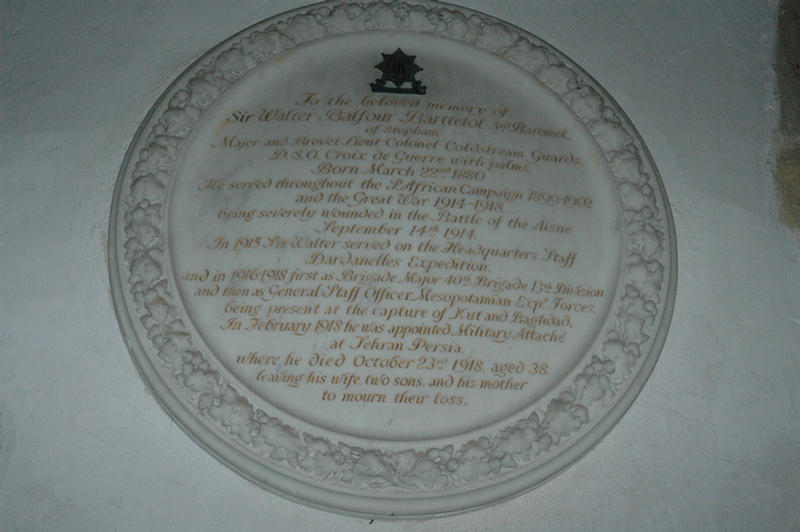 To the beloved memory of
Sir Walter Balfour Barttelot 3rd Baronet
of Stopham
Major and Brevet Lieut Colonel Coldstream Guards,
D.S.O. Croix de Guerre with palms
Born March 22nd 1880.
He served throughout the S. African Campaign 1899-1902
and the Great War 1914-1918
being severely wounded in the Battle of the Aisne
September 14th 1914
In 1915 Sir Walter served on the Headquarters Staff
Dardanelles Expedition.
and in 1916-1918 first as Brigade Major 40th Brigade 13th Division
and then as General Staff Officer Mesopotamian Exp. Forces,
being present at the capture of Kut and Baghdad.
In February 1918 he was appointed Military Attaché
at Tehran Persia.
where he died October 23rd 1918, aged 38.
leaving his wife, two sons, and his mother
to mourn their loss.